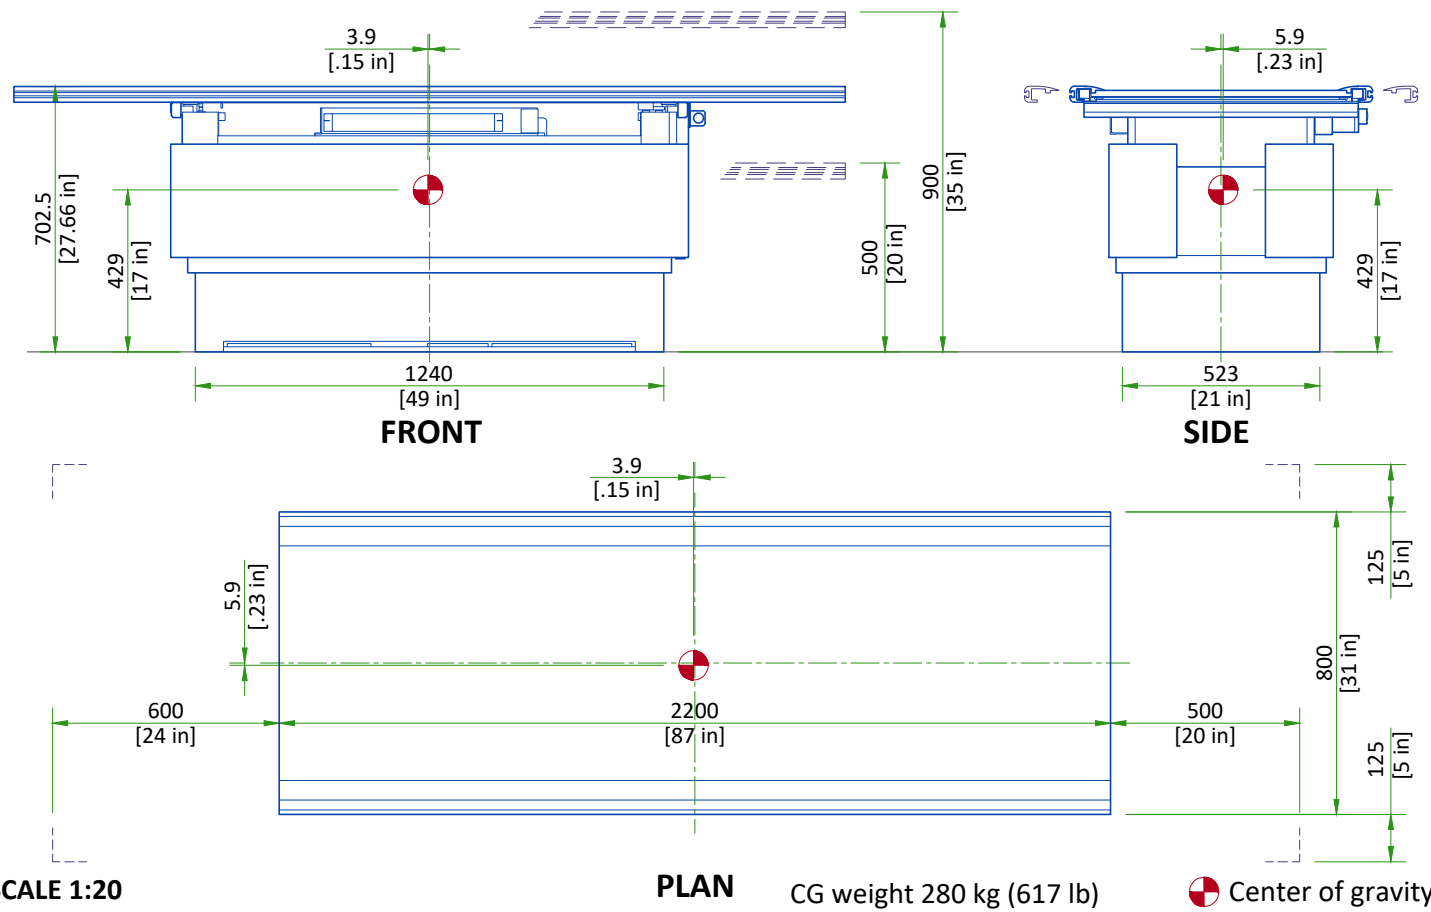 3.9
[.15 in]
5.9
[.23 in]
702.5
[27.66 in]
429
[17 in]
900
[35 in]
500
[20 in]
429
[17 in]
1240
[49 in]
523
[21 in]
FRONT
SIDE
3.9
[.15 in]
125
[5 in]
5.9
[.23 in]
800
[31 in]
600
[24 in]
2200
[87 in]
500
[20 in]
125
[5 in]
CALE 1:20
PLAN
CG weight 280 kg (617 lb)
Center of gravity